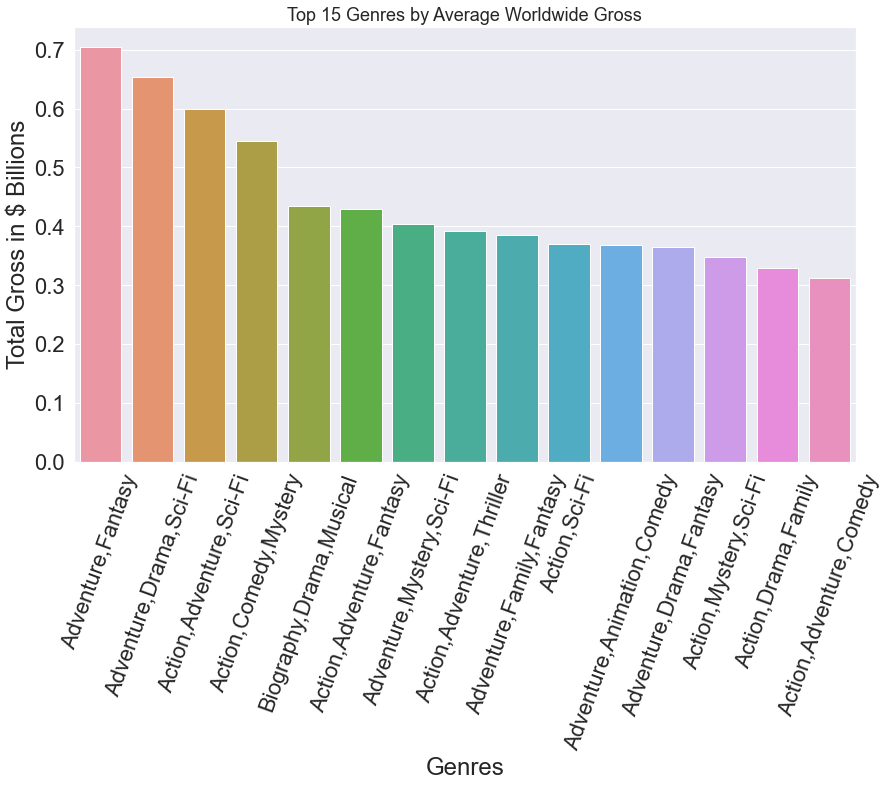 Top 15 Genres by Average Worldwide Gross
Total Gross in $ Billions
0.7
0.6
0.5
0.4
0.3
0.2
0.1
0.0
Adventure,Fantasy
Adventure,Drama,Sci-Fi
Action,Adventure,Sci-Fi
Action,Comedy,Mystery
Biography,Drama,Musical
Action,Adventure,Fantasy
Adventure,Mystery,Sci-Fi
Action,Adventure,Thriller
Adventure,Family,Fantasy
Action,Sci-Fi
Adventure,Animation,Comedy
Adventure,Drama,Fantasy
Action,Mystery,Sci-Fi
Action,Drama,Family
Action,Adventure,Comedy
Genres